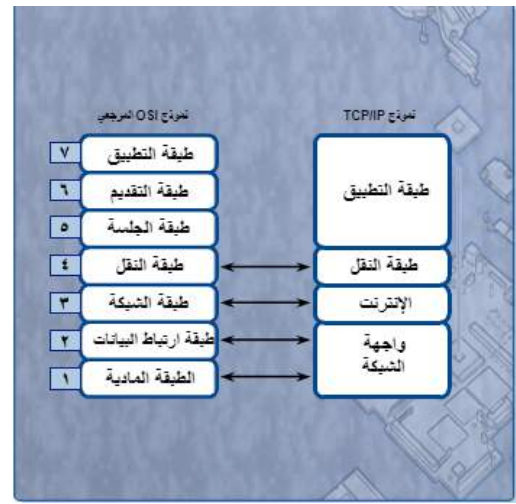 نموذج OSI المرجعي
٧ طبقة التطبيق
٦ طبقة التقديم
٥ طبقة الجلسة
٤ طبقة النقل
٣ طبقة الشبكة
٢ طبقة ارتباط البيانات
١ الطبقة المادية
نموذج TCP/IP
طبقة التطبيق
طبقة النقل
الإنترنت
واجهة
الشبكة